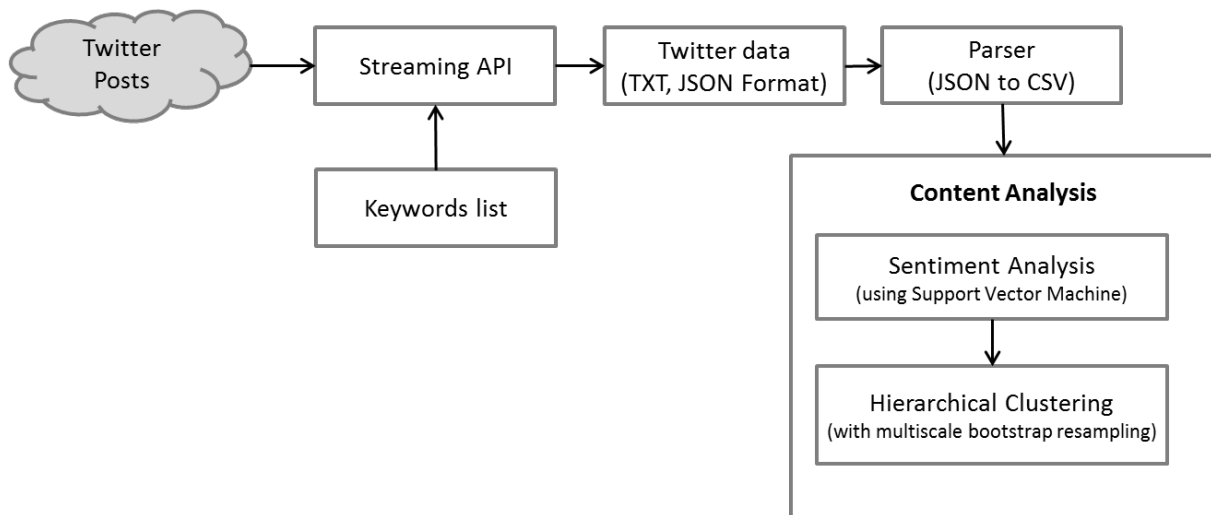 Twitter
Posts
Streaming API
Twitter data
(TXT, JSON Format)
Parser
(JSON to CSV)
Keywords list
Content Analysis
Sentiment Analysis
(using Support Vector Machine)
Hierarchical Clustering
(with multiscale bootstrap resampling)